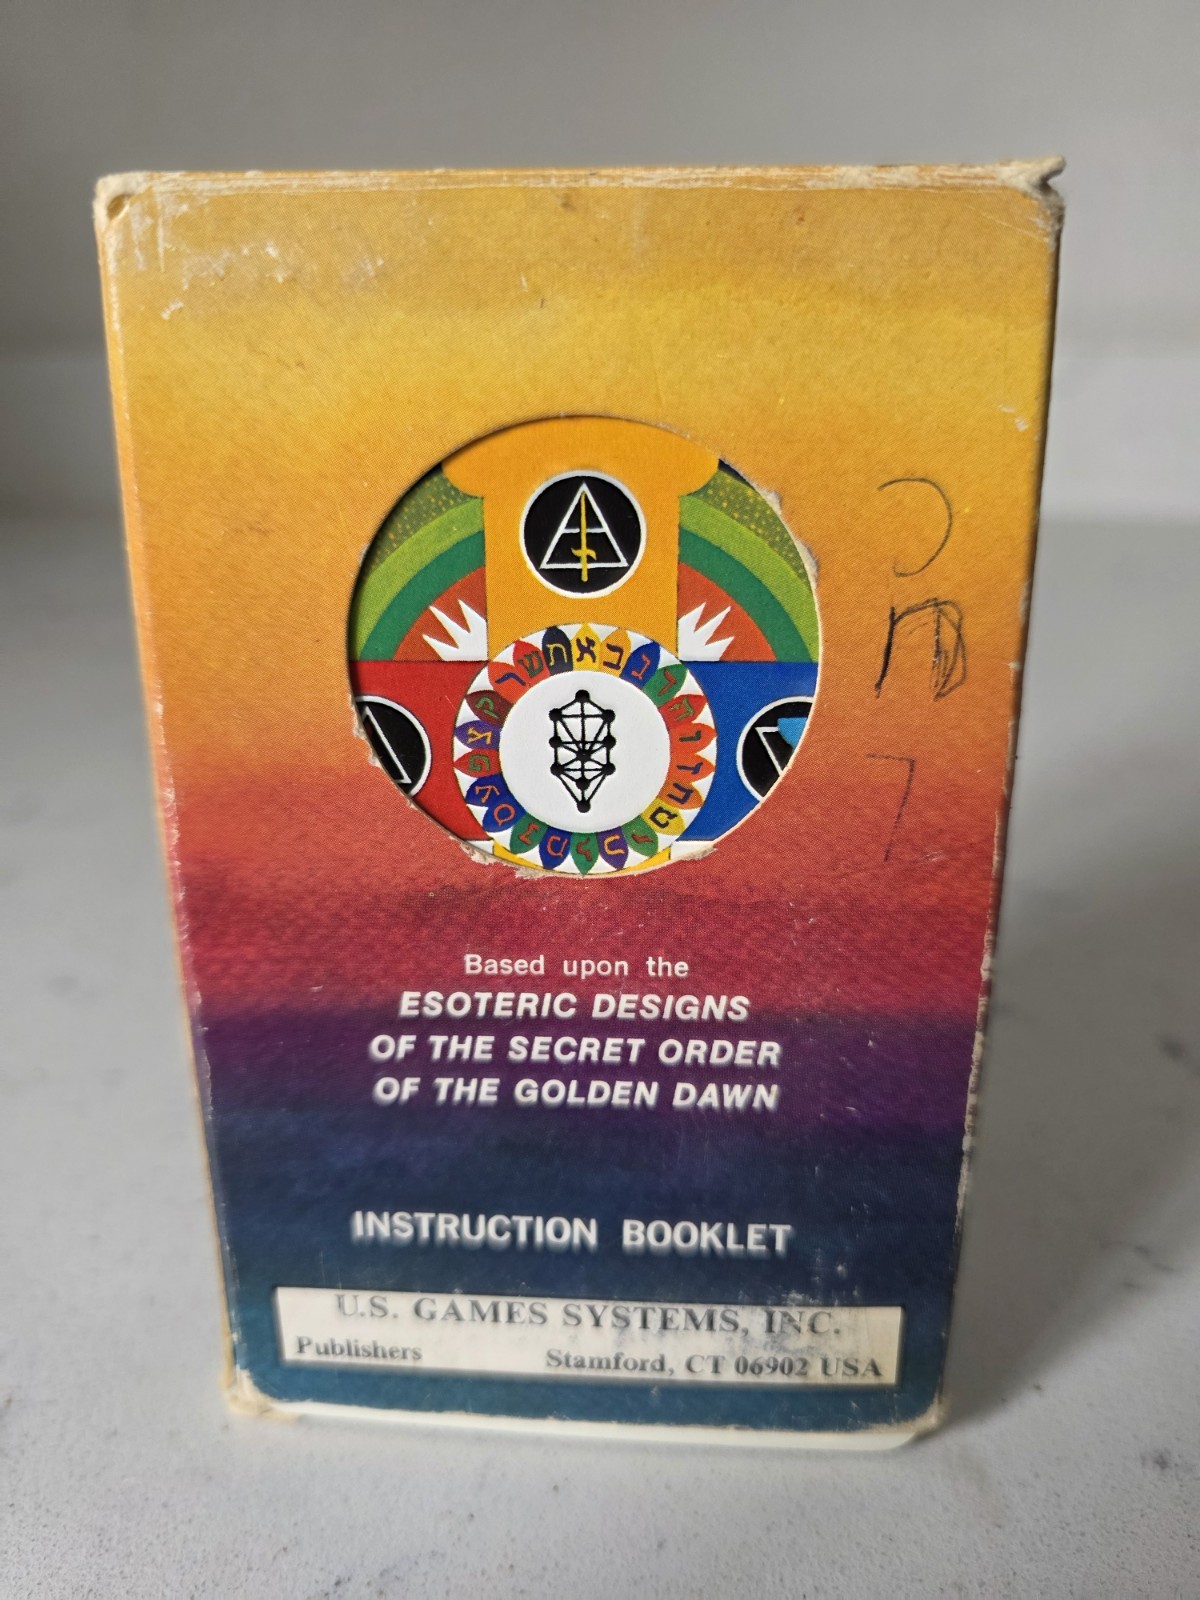 Based upon the
ESOTERIC DESIGNS
OF THE SECRET ORDER
OF THE GOLDEN DAWN
INSTRUCTION BOOKLET
U.S. GAMES SYSTEMS, INC.
Publishers Stamford, CT 06902 USA
א ב ג ד ה ו ז ח ט י כ ל מ נ ס ע פ צ ק ר ש ת